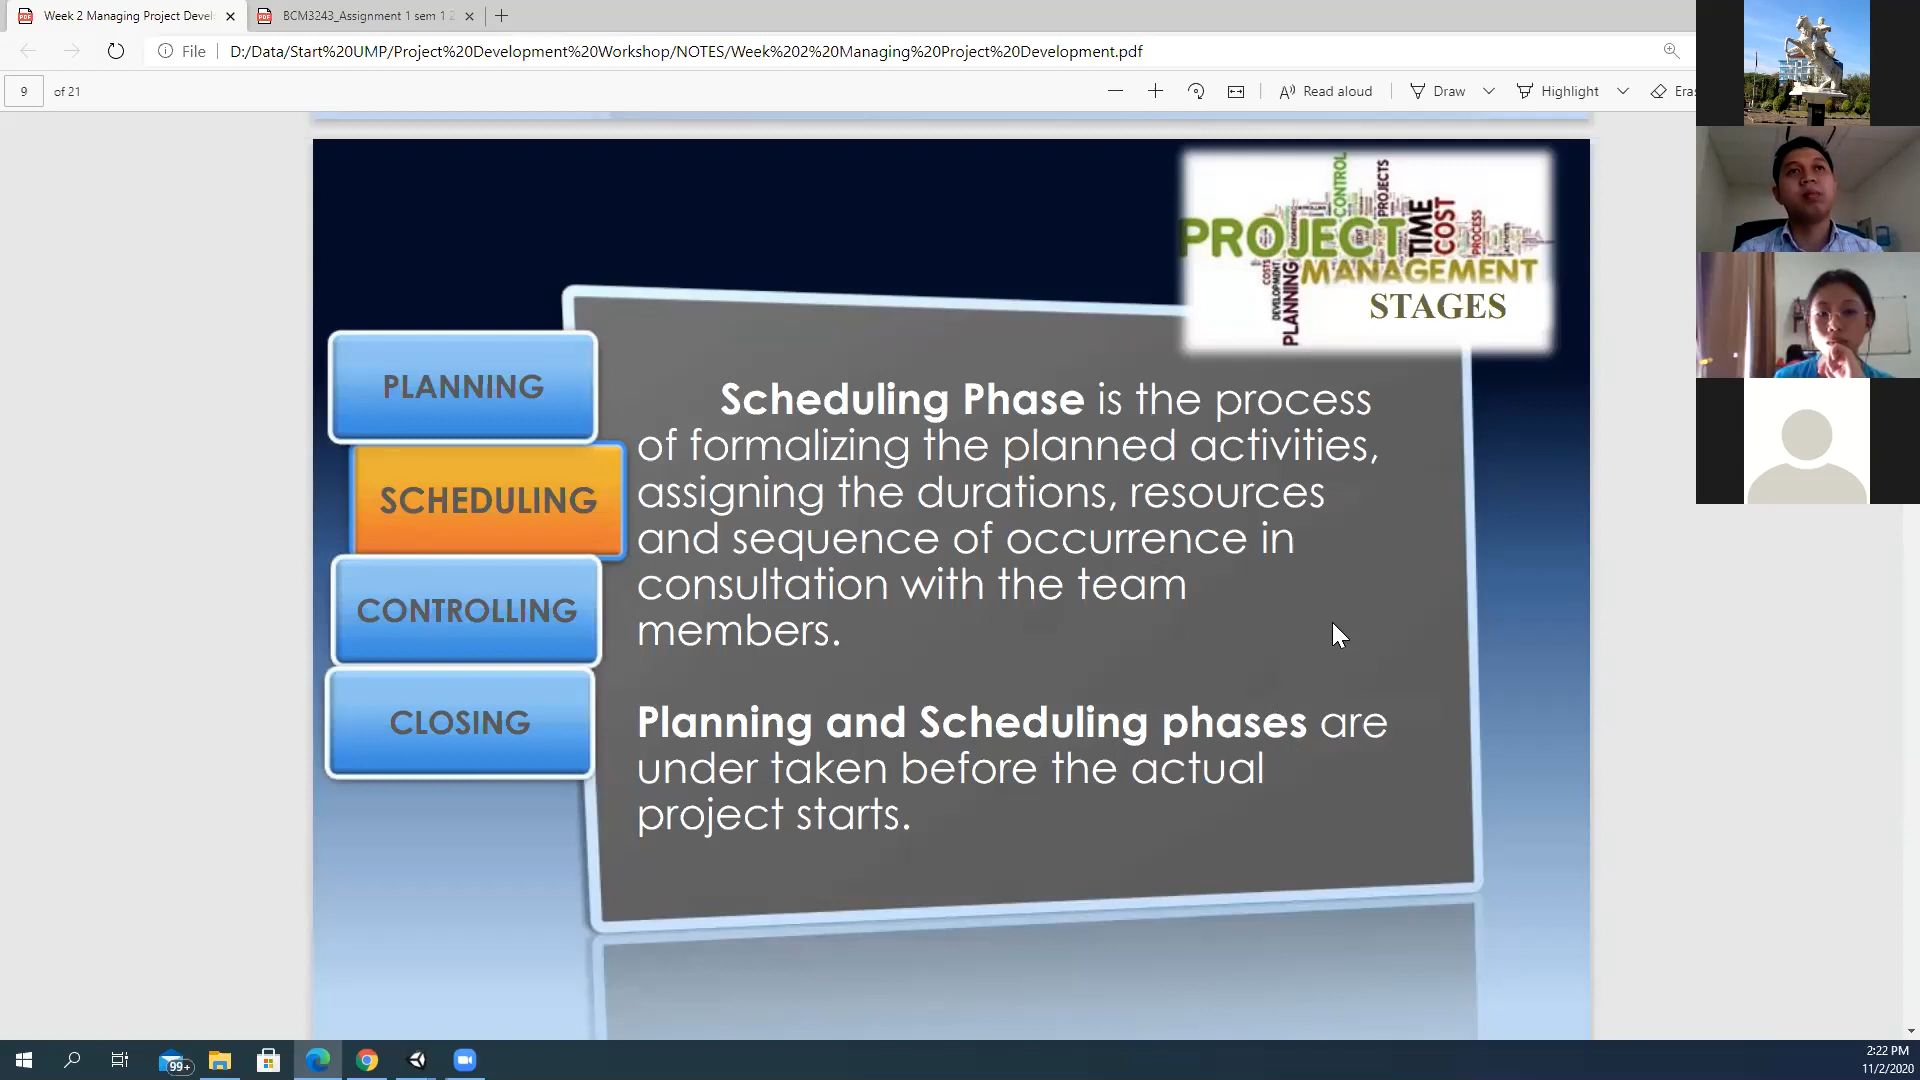 Week 2 Managing Project Devel
BCM3243_Assignment 1 sem 1 2
File
D:/Data/Start%20UMP/Project%20Development%20Workshop/NOTES/Week%202%20Managing%20Project%20Development.pdf
9 of 21
Read aloud
Draw
Highlight
Eras
CONTROL
PROJECTS
PROJECT
TIME
COST
PROCESS
MANAGEMENT
COSTS
DEVELOPMENT
PLANNING
STAGES
PLANNING
SCHEDULING
CONTROLLING
CLOSING
Scheduling Phase is the process
of formalizing the planned activities,
assigning the durations, resources
and sequence of occurrence in
consultation with the team
members.
Planning and Scheduling phases are
under taken before the actual
project starts.
99+
2:22 PM
11/2/2020